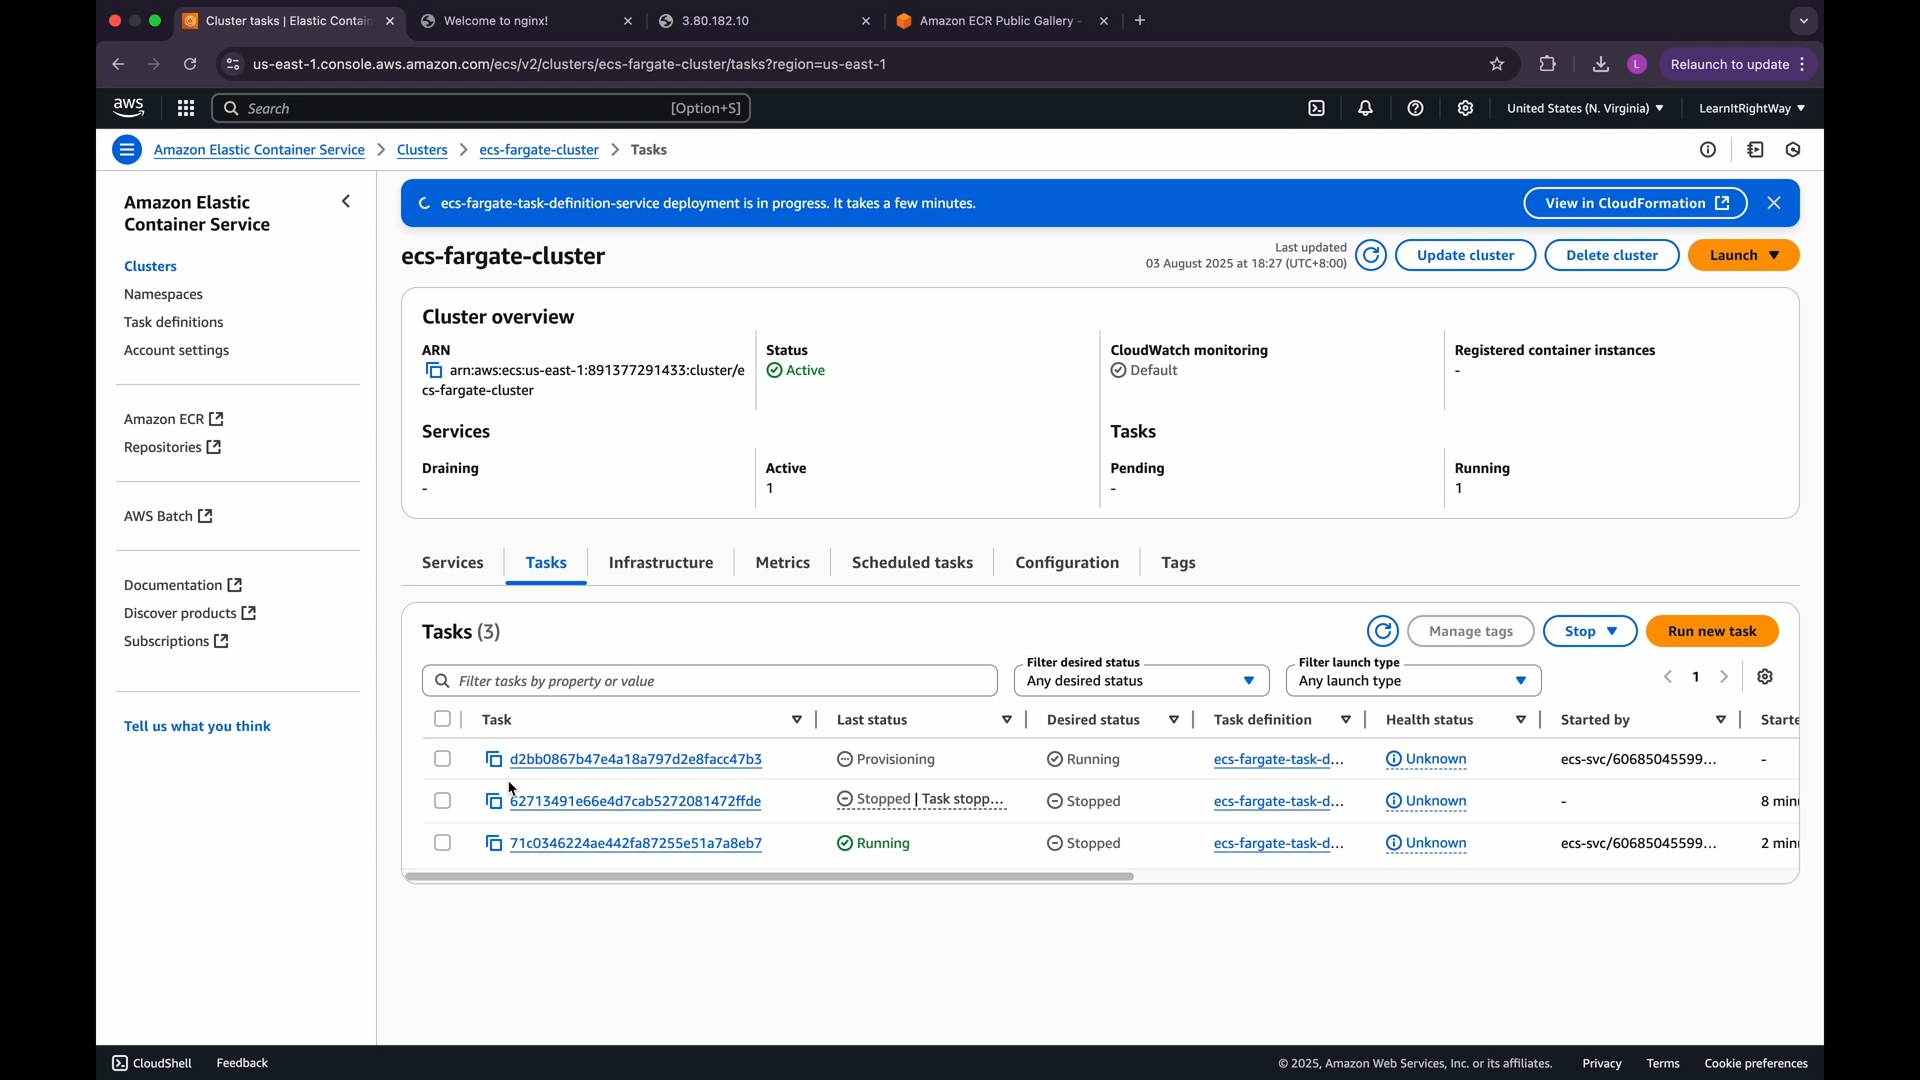 Cluster tasks | Elastic Contain
Welcome to nginx!
3.80.182.10
Amazon ECR Public Gallery -
us-east-1.console.aws.amazon.com/ecs/v2/clusters/ecs-fargate-cluster/tasks?region=us-east-1
L
Relaunch to update
aws
Search
[Option+S]
United States (N. Virginia)
LearnItRightWay
Amazon Elastic Container Service
Clusters
ecs-fargate-cluster
Tasks
Amazon Elastic
Container Service
Clusters
Namespaces
Task definitions
Account settings
Amazon ECR
Repositories
AWS Batch
Documentation
Discover products
Subscriptions
Tell us what you think
ecs-fargate-task-definition-service deployment is in progress. It takes a few minutes.
View in CloudFormation
ecs-fargate-cluster
Last updated
03 August 2025 at 18:27 (UTC+8:00)
Update cluster
Delete cluster
Launch
Cluster overview
ARN
arn:aws:ecs:us-east-1:891377291433:cluster/e
cs-fargate-cluster
Status
Active
CloudWatch monitoring
Default
Registered container instances
-
Services
Tasks
Draining
-
Active
1
Pending
-
Running
1
Services
Tasks
Infrastructure
Metrics
Scheduled tasks
Configuration
Tags
Tasks (3)
Manage tags
Stop
Run new task
Filter tasks by property or value
Filter desired status
Any desired status
Filter launch type
Any launch type
1
Task
Last status
Desired status
Task definition
Health status
Started by
Starte
d2bb0867b47e4a18a797d2e8facc47b3
Provisioning
Running
ecs-fargate-task-d...
Unknown
ecs-svc/60685045599...
-
62713491e66e4d7cab5272081472ffde
Stopped | Task stopp...
Stopped
ecs-fargate-task-d...
Unknown
-
8 min
71c0346224ae442fa87255e51a7a8eb7
Running
Stopped
ecs-fargate-task-d...
Unknown
ecs-svc/60685045599...
2 min
CloudShell
Feedback
© 2025, Amazon Web Services, Inc. or its affiliates.
Privacy
Terms
Cookie preferences